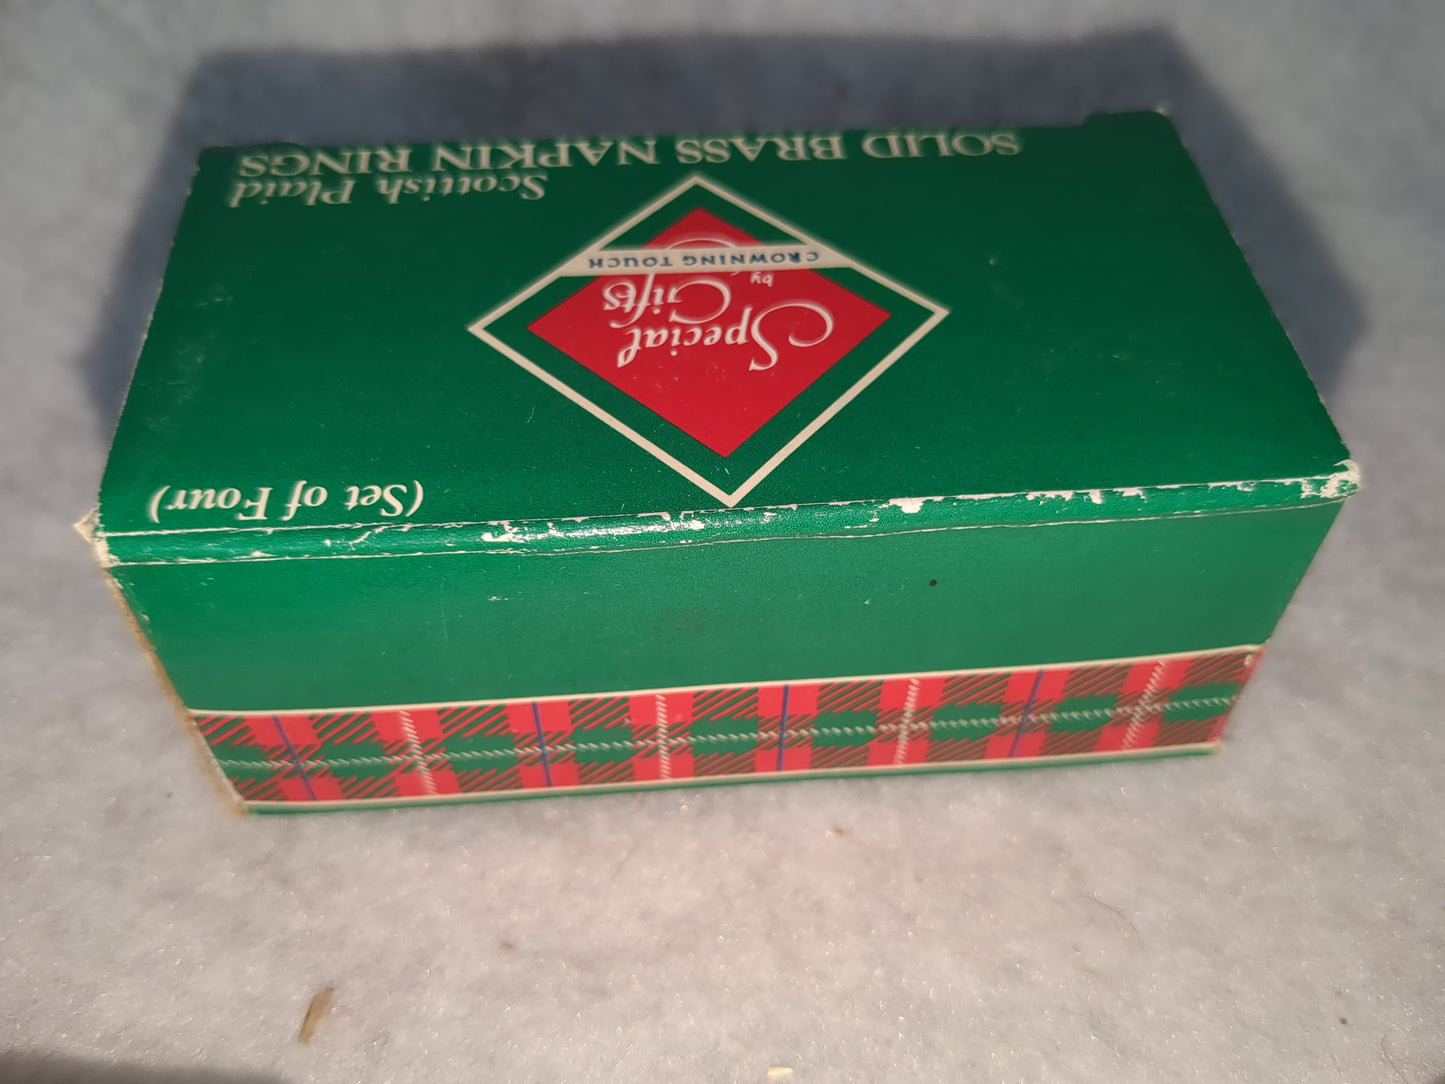 (Set of Four)
Special
Gifts
by
CROWNING TOUCH
Scottish Plaid
SOLID BRASS NAPKIN RINGS